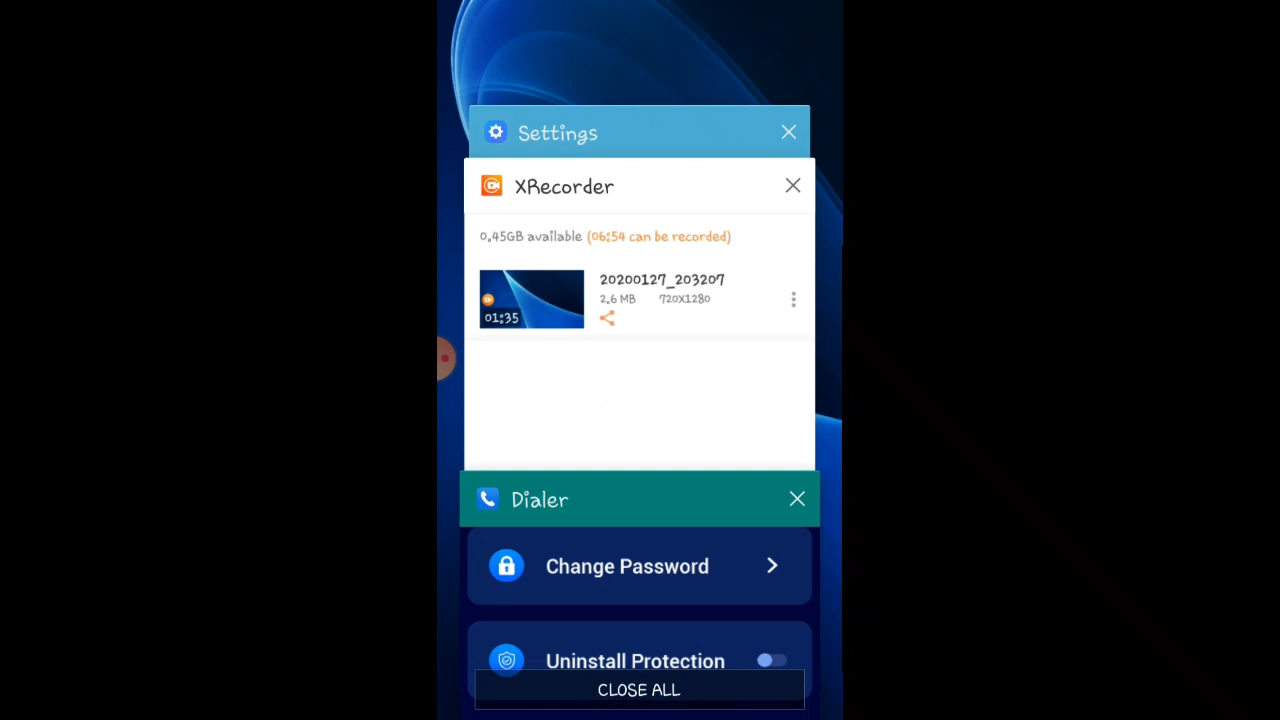 Settings
XRecorder
0.45GB available (06:54 can be recorded)
20200127_203207
2.6 MB 720X1280
01:35
Dialer
Change Password
Uninstall Protection
CLOSE ALL